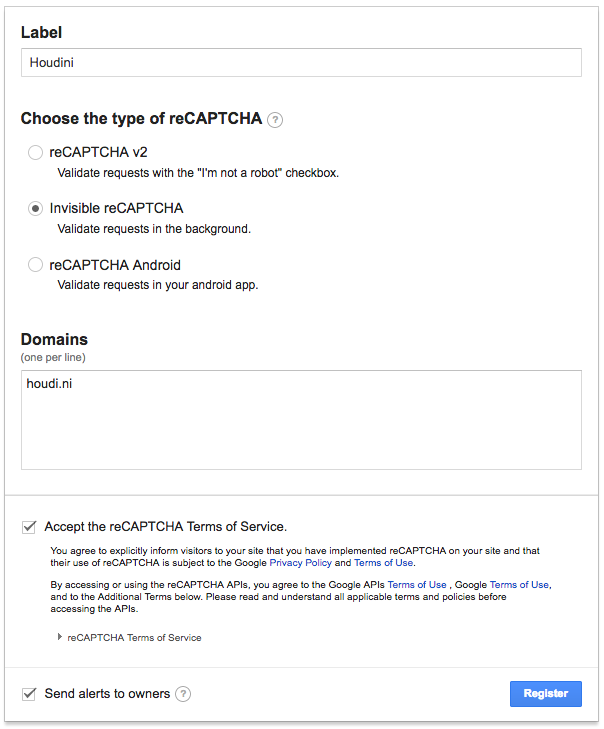 Label
Houdini
Choose the type of reCAPTCHA ?
reCAPTCHA v2
Validate requests with the "I'm not a robot" checkbox.
Invisible reCAPTCHA
Validate requests in the background.
reCAPTCHA Android
Validate requests in your android app.
Domains
(one per line)
houdi.ni
Accept the reCAPTCHA Terms of Service.
You agree to explicitly inform visitors to your site that you have implemented reCAPTCHA on your site and that
their use of reCAPTCHA is subject to the Google Privacy Policy and Terms of Use.
By accessing or using the reCAPTCHA APIs, you agree to the Google APIs Terms of Use , Google Terms of Use,
and to the Additional Terms below. Please read and understand all applicable terms and policies before
accessing the APIs.
reCAPTCHA Terms of Service
Send alerts to owners ?
Register